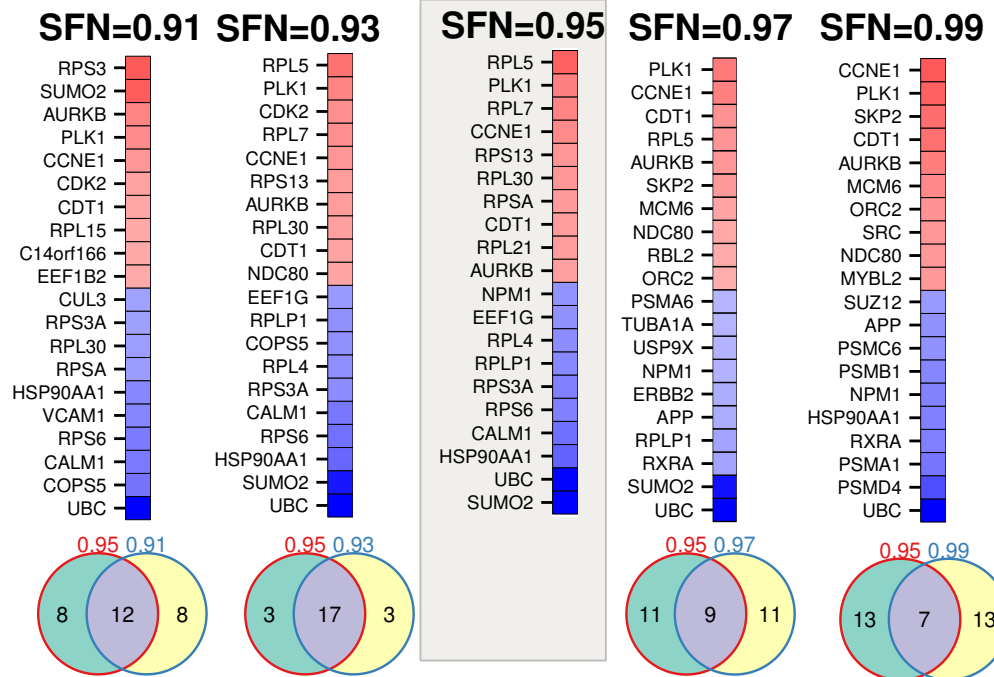 SFN=0.91
RPS3
SUMO2
AURKB
PLK1
CCNE1
CDK2
CDT1
RPL15
C14orf166
EEF1B2
CUL3
RPS3A
RPL30
RPSA
HSP90AA1
VCAM1
RPS6
CALM1
COPS5
UBC
0.95 0.91
8 12 8
SFN=0.93
RPL5
PLK1
CDK2
RPL7
CCNE1
RPS13
AURKB
RPL30
CDT1
NDC80
EEF1G
RPLP1
COPS5
RPL4
RPS3A
CALM1
RPS6
HSP90AA1
SUMO2
UBC
0.95 0.93
3 17 3
SFN=0.95
RPL5
PLK1
RPL7
CCNE1
RPS13
RPL30
RPSA
CDT1
RPL21
AURKB
NPM1
EEF1G
RPL4
RPLP1
RPS3A
RPS6
CALM1
HSP90AA1
UBC
SUMO2
SFN=0.97
PLK1
CCNE1
CDT1
RPL5
AURKB
SKP2
MCM6
NDC80
RBL2
ORC2
PSMA6
TUBA1A
USP9X
NPM1
ERBB2
APP
RPLP1
RXRA
SUMO2
UBC
0.95 0.97
11 9 11
SFN=0.99
CCNE1
PLK1
SKP2
CDT1
AURKB
MCM6
ORC2
SRC
NDC80
MYBL2
SUZ12
APP
PSMC6
PSMB1
NPM1
HSP90AA1
RXRA
PSMA1
PSMD4
UBC
0.95 0.99
13 7 13